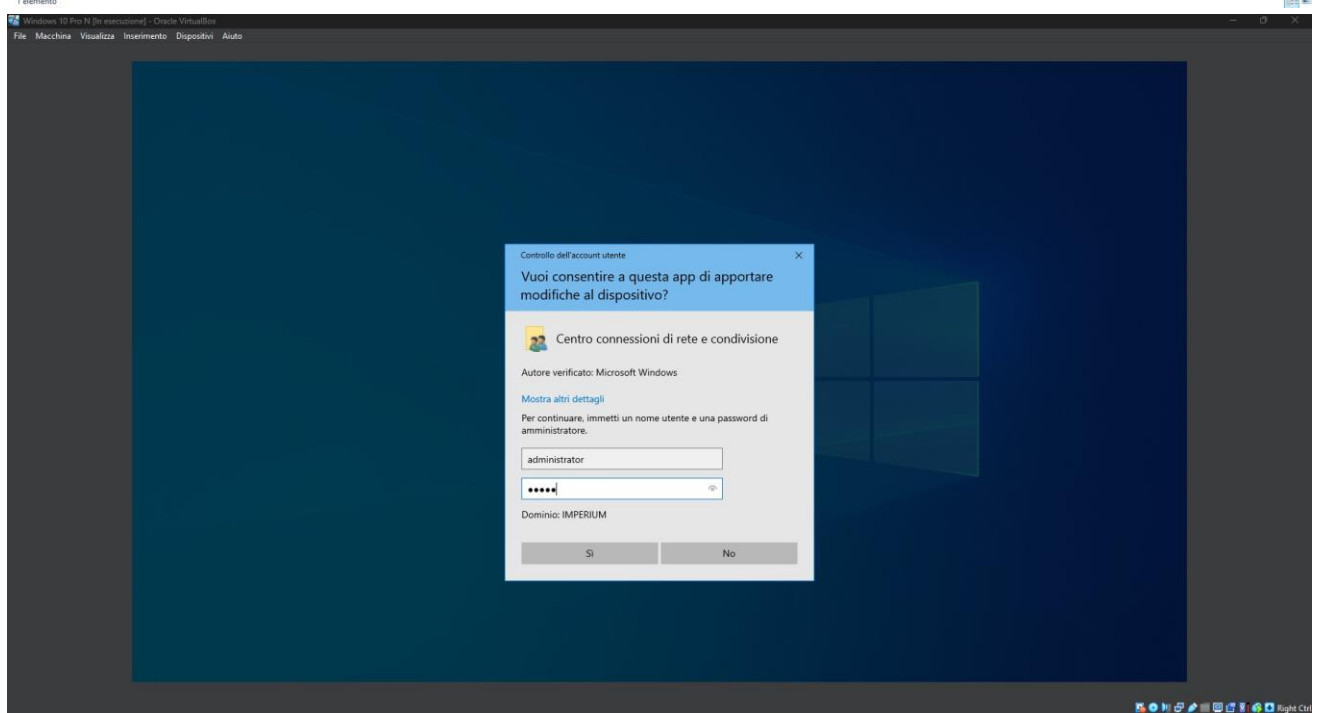 1 elemento
Windows 10 Pro N [In esecuzione] - Oracle VirtualBox
File Macchina Visualizza Inserimento Dispositivi Aiuto
Controllo dell'account utente
Vuoi consentire a questa app di apportare
modifiche al dispositivo?
Centro connessioni di rete e condivisione
Autore verificato: Microsoft Windows
Mostra altri dettagli
Per continuare, immetti un nome utente e una password di
amministratore.
administrator
•••••
Dominio: IMPERIUM
Sì No
Right Ctrl